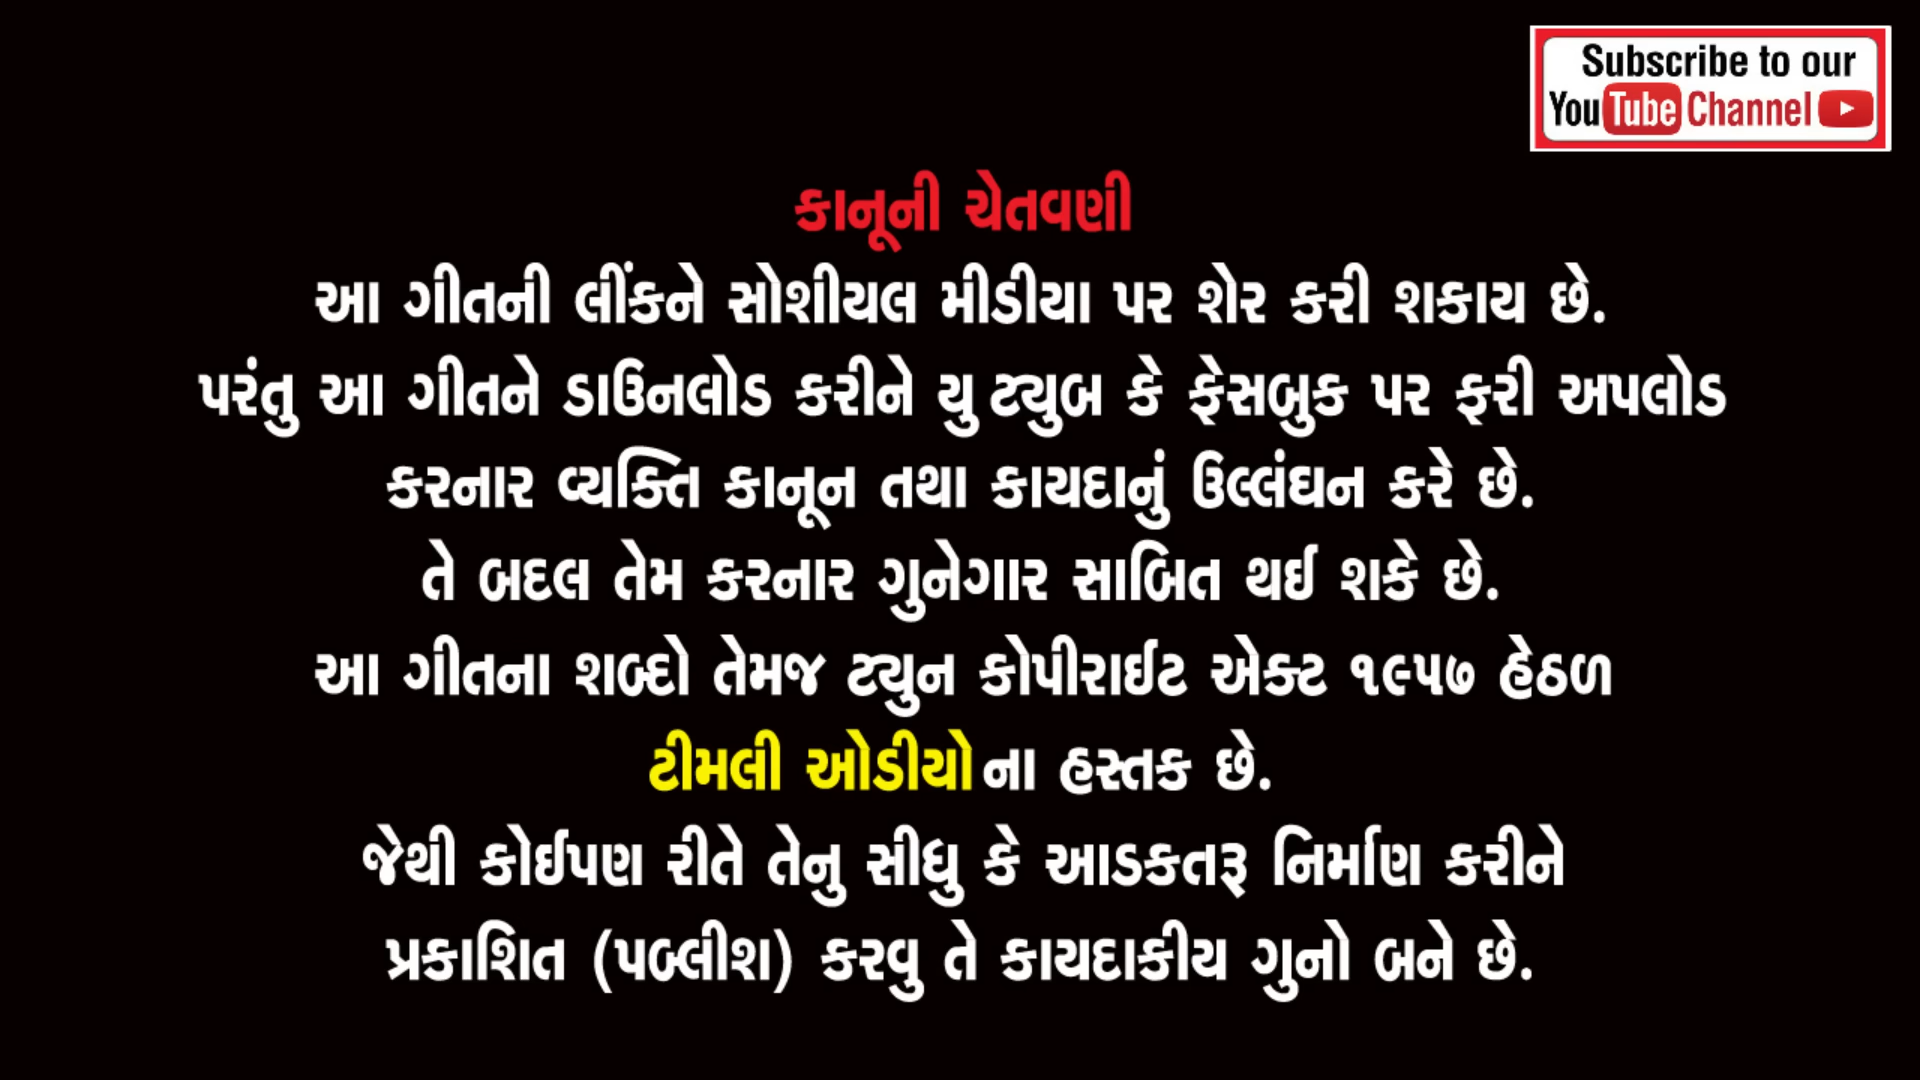 Subscribe to our
YouTube Channel
કાનૂની ચેતવણી
આ ગીતની લીંકને સોશીયલ મીડીયા પર શેર કરી શકાય છે.
પરંતુ આ ગીતને ડાઉનલોડ કરીને યુ ટ્યુબ કે ફેસબુક પર ફરી અપલોડ
કરનાર વ્યક્તિ કાનૂન તથા કાયદાનું ઉલ્લંઘન કરે છે.
તે બદલ તેમ કરનાર ગુનેગાર સાબિત થઈ શકે છે.
આ ગીતના શબ્દો તેમજ ટ્યુન કોપીરાઈટ એક્ટ ૧૯૫૭ હેઠળ
ટીમલી ઓડીયો ના હસ્તક છે.
જેથી કોઈપણ રીતે તેનુ સીધુ કે આડકતરૂ નિર્માણ કરીને
પ્રકાશિત (પબ્લીશ) કરવુ તે કાયદાકીય ગુનો બને છે.